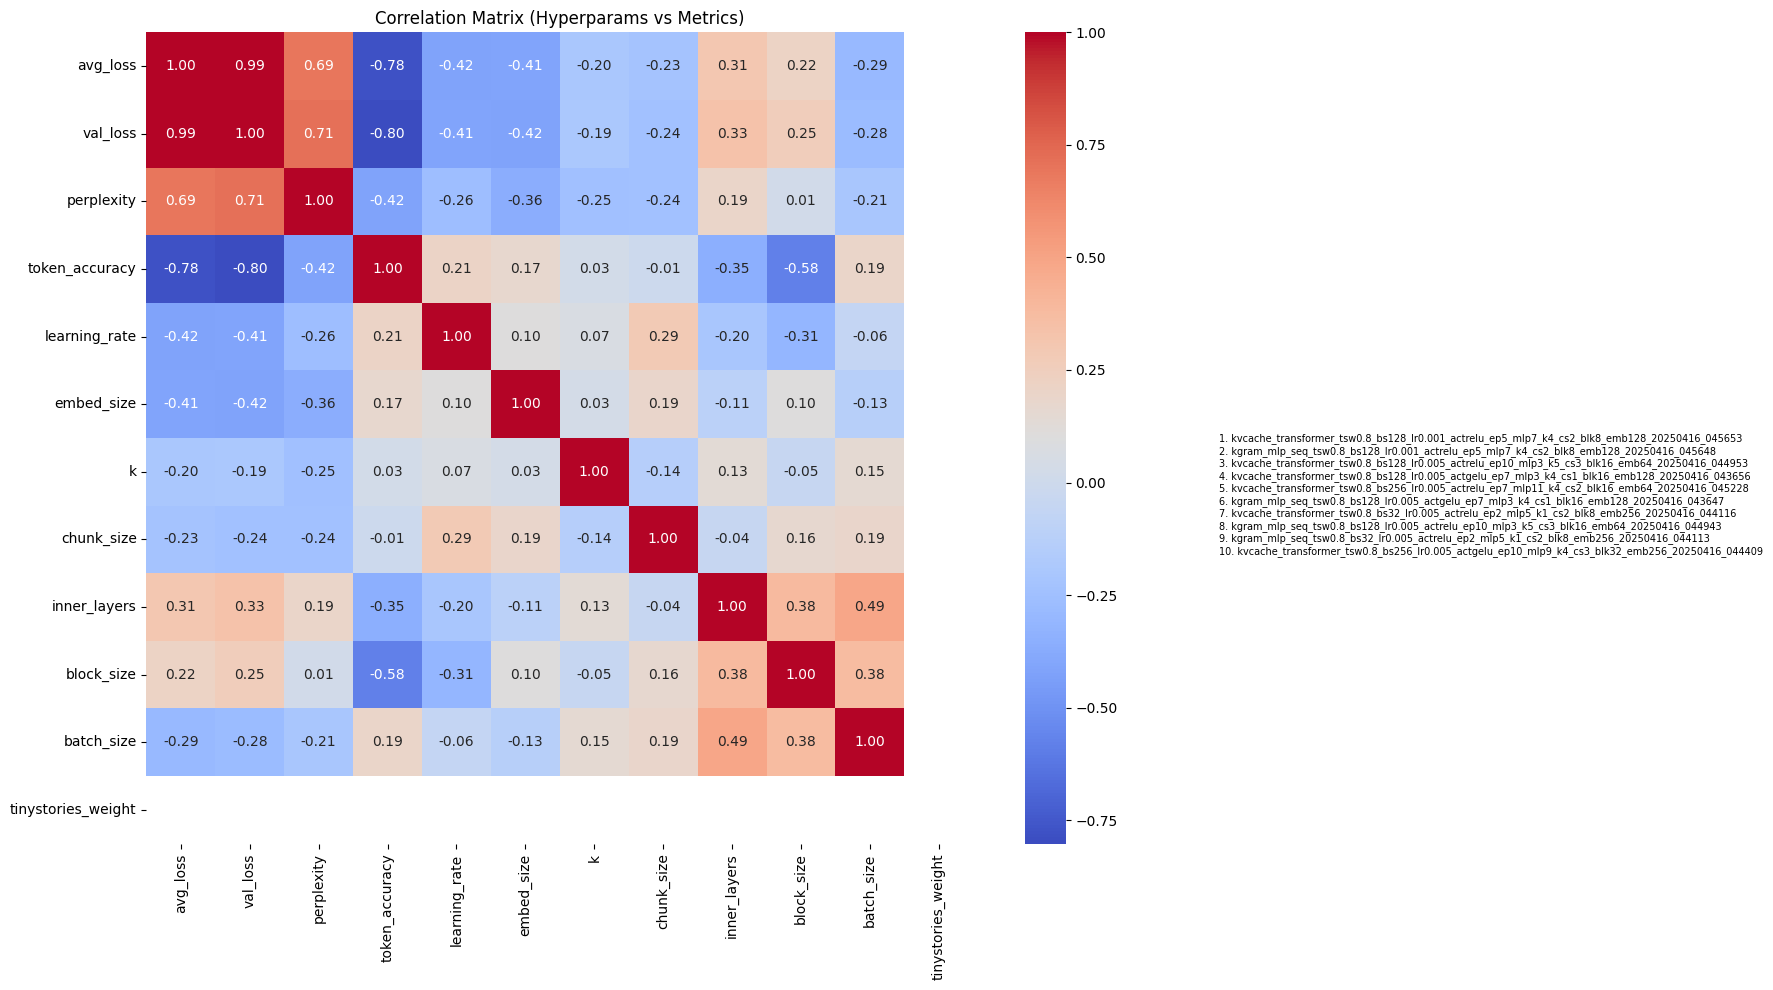 Correlation Matrix (Hyperparams vs Metrics)
avg_loss 1.00 0.99 0.69 -0.78 -0.42 -0.41 -0.20 -0.23 0.31 0.22 -0.29
val_loss 0.99 1.00 0.71 -0.80 -0.41 -0.42 -0.19 -0.24 0.33 0.25 -0.28
perplexity 0.69 0.71 1.00 -0.42 -0.26 -0.36 -0.25 -0.24 0.19 0.01 -0.21
token_accuracy -0.78 -0.80 -0.42 1.00 0.21 0.17 0.03 -0.01 -0.35 -0.58 0.19
learning_rate -0.42 -0.41 -0.26 0.21 1.00 0.10 0.07 0.29 -0.20 -0.31 -0.06
embed_size -0.41 -0.42 -0.36 0.17 0.10 1.00 0.03 0.19 -0.11 0.10 -0.13
k -0.20 -0.19 -0.25 0.03 0.07 0.03 1.00 -0.14 0.13 -0.05 0.15
chunk_size -0.23 -0.24 -0.24 -0.01 0.29 0.19 -0.14 1.00 -0.04 0.16 0.19
inner_layers 0.31 0.33 0.19 -0.35 -0.20 -0.11 0.13 -0.04 1.00 0.38 0.49
block_size 0.22 0.25 0.01 -0.58 -0.31 0.10 -0.05 0.16 0.38 1.00 0.38
batch_size -0.29 -0.28 -0.21 0.19 -0.06 -0.13 0.15 0.19 0.49 0.38 1.00
tinystories_weight
avg_loss val_loss perplexity token_accuracy learning_rate embed_size k chunk_size inner_layers block_size batch_size tinystories_weight
1.00
0.75
0.50
0.25
0.00
−0.25
−0.50
−0.75
1. kvcache_transformer_tsw0.8_bs128_lr0.001_actrelu_ep5_mlp7_k4_cs2_blk8_emb128_20250416_045653
2. kgram_mlp_seq_tsw0.8_bs128_lr0.001_actrelu_ep5_mlp7_k4_cs2_blk8_emb128_20250416_045648
3. kvcache_transformer_tsw0.8_bs128_lr0.005_actrelu_ep10_mlp3_k5_cs3_blk16_emb64_20250416_044953
4. kvcache_transformer_tsw0.8_bs128_lr0.005_actgelu_ep7_mlp3_k4_cs1_blk16_emb128_20250416_043656
5. kvcache_transformer_tsw0.8_bs256_lr0.005_actrelu_ep7_mlp11_k4_cs2_blk16_emb64_20250416_045228
6. kgram_mlp_seq_tsw0.8_bs128_lr0.005_actgelu_ep7_mlp3_k4_cs1_blk16_emb128_20250416_043647
7. kvcache_transformer_tsw0.8_bs32_lr0.005_actrelu_ep2_mlp5_k1_cs2_blk8_emb256_20250416_044116
8. kgram_mlp_seq_tsw0.8_bs128_lr0.005_actrelu_ep10_mlp3_k5_cs3_blk16_emb64_20250416_044943
9. kgram_mlp_seq_tsw0.8_bs32_lr0.005_actrelu_ep2_mlp5_k1_cs2_blk8_emb256_20250416_044113
10. kvcache_transformer_tsw0.8_bs256_lr0.005_actgelu_ep10_mlp9_k4_cs3_blk32_emb256_20250416_044409